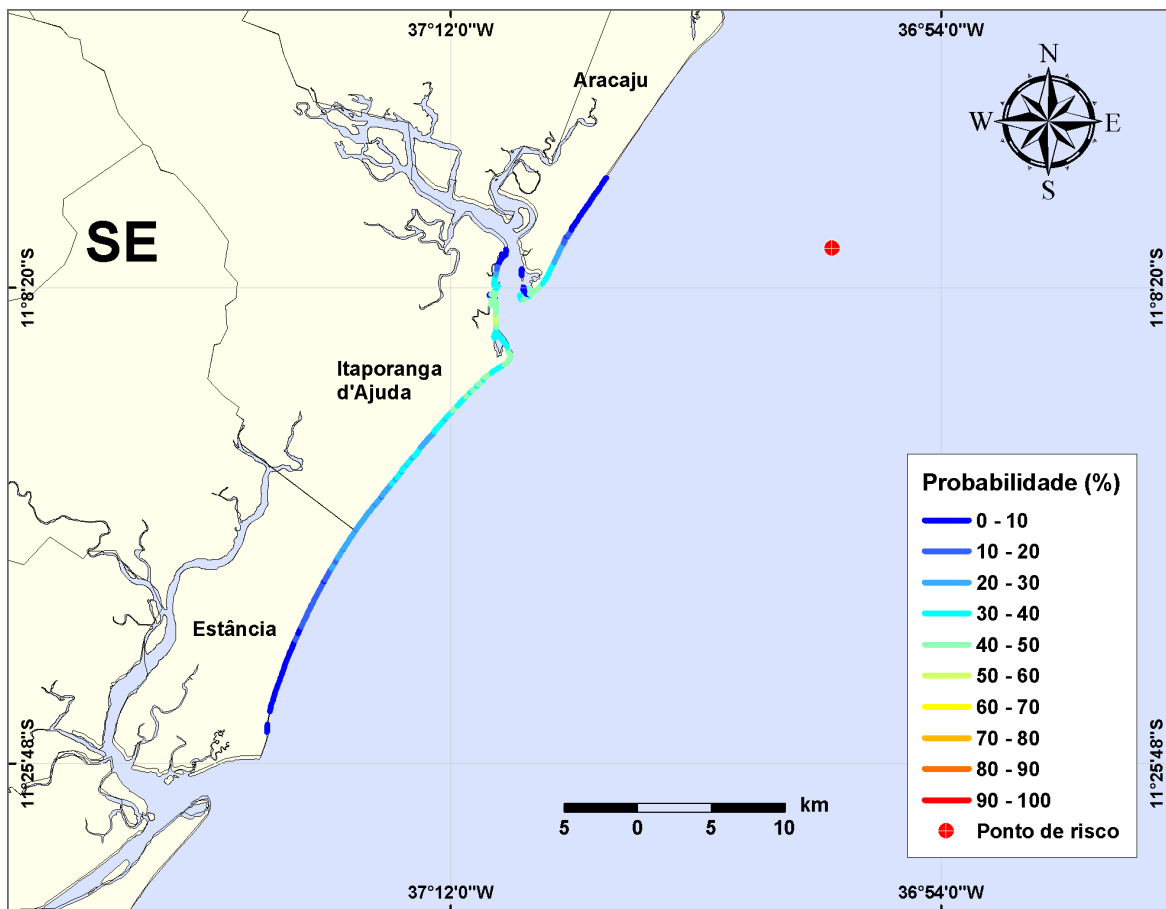 37°12'0"W
36°54'0"W
Aracaju
N
W
E
S
SE
11°8'20"S
11°8'20"S
Itaporanga
d'Ajuda
Probabilidade (%)
0 - 10
10 - 20
20 - 30
30 - 40
40 - 50
50 - 60
60 - 70
70 - 80
80 - 90
90 - 100
Ponto de risco
Estância
11°25'48"S
11°25'48"S
km
5
0
5
10
37°12'0"W
36°54'0"W